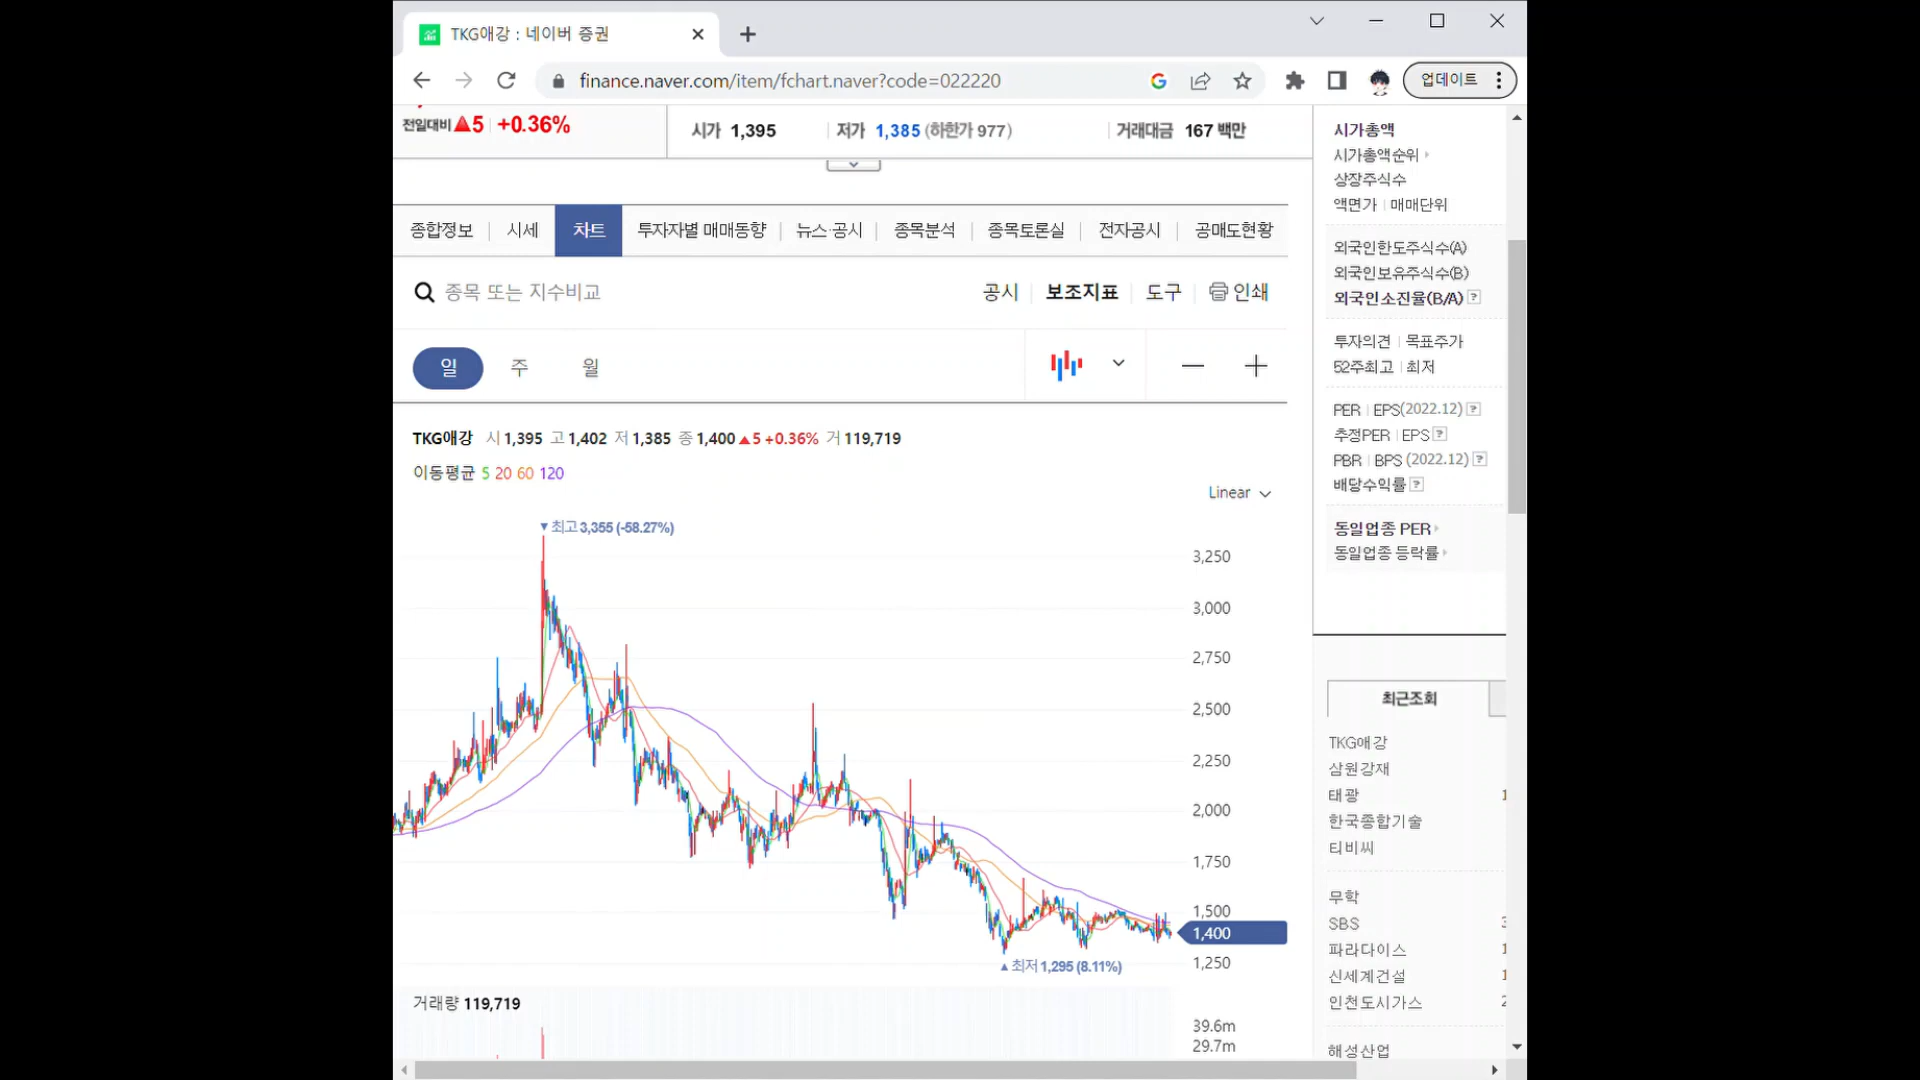 TKG애강 : 네이버 증권
finance.naver.com/item/fchart.naver?code=022220
업데이트
전일대비 ▲5 +0.36%
시가 1,395
저가 1,385 (하한가 977)
거래대금 167 백만
종합정보 시세 차트 투자자별 매매동향 뉴스·공시 종목분석 종목토론실 전자공시 공매도현황
종목 또는 지수비교
공시 보조지표 도구 인쇄
일 주 월
TKG애강 시 1,395 고 1,402 저 1,385 종 1,400 ▲5 +0.36% 거 119,719
이동평균 5 20 60 120
Linear
▼최고 3,355 (-58.27%)
3,250
3,000
2,750
2,500
2,250
2,000
1,750
1,500
1,400
1,250
▲최저 1,295 (8.11%)
거래량 119,719
39.6m
29.7m
시가총액
시가총액순위
상장주식수
액면가 | 매매단위
외국인한도주식수(A)
외국인보유주식수(B)
외국인소진율(B/A) ?
투자의견 | 목표주가
52주최고 | 최저
PER | EPS(2022.12) ?
추정PER | EPS ?
PBR | BPS (2022.12) ?
배당수익률 ?
동일업종 PER
동일업종 등락률
최근조회
TKG애강
삼원강재
태광 1
한국종합기술
티비씨
무학
SBS 3
파라다이스 1
신세계건설 1
인천도시가스 2
해성산업